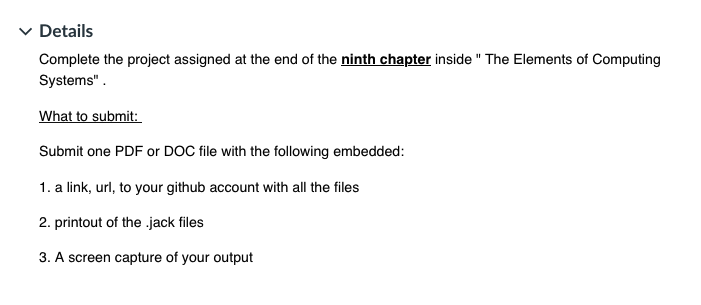 Details
Complete the project assigned at the end of the ninth chapter inside " The Elements of Computing
Systems" .
What to submit:
Submit one PDF or DOC file with the following embedded:
1. a link, url, to your github account with all the files
2. printout of the .jack files
3. A screen capture of your output